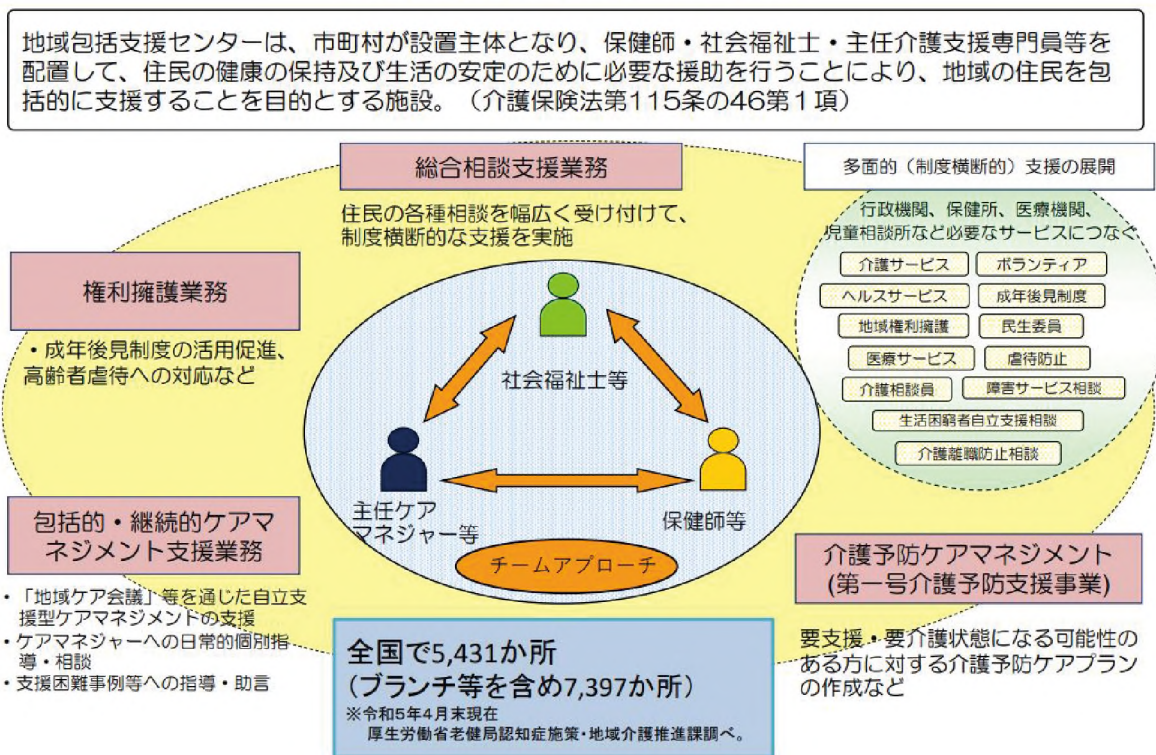 地域包括支援センターは、市町村が設置主体となり、保健師・社会福祉士・主任介護支援専門員等を
配置して、住民の健康の保持及び生活の安定のために必要な援助を行うことにより、地域の住民を包
括的に支援することを目的とする施設。（介護保険法第115条の46第１項）
総合相談支援業務
住民の各種相談を幅広く受け付けて、
制度横断的な支援を実施
多面的（制度横断的）支援の展開
行政機関、保健所、医療機関、
児童相談所など必要なサービスにつなぐ
介護サービス
ボランティア
ヘルスサービス
成年後見制度
地域権利擁護
民生委員
医療サービス
虐待防止
介護相談員
障害サービス相談
生活困窮者自立支援相談
介護離職防止相談
権利擁護業務
・成年後見制度の活用促進、
高齢者虐待への対応など
社会福祉士等
主任ケア
マネジャー等
保健師等
チームアプローチ
包括的・継続的ケアマ
ネジメント支援業務
・「地域ケア会議」等を通じた自立支
援型ケアマネジメントの支援
・ケアマネジャーへの日常的個別指
導・相談
・支援困難事例等への指導・助言
介護予防ケアマネジメント
(第一号介護予防支援事業)
要支援・要介護状態になる可能性の
ある方に対する介護予防ケアプラン
の作成など
全国で5,431か所
（ブランチ等を含め7,397か所）
※令和5年4月末現在
厚生労働省老健局認知症施策・地域介護推進課調べ。